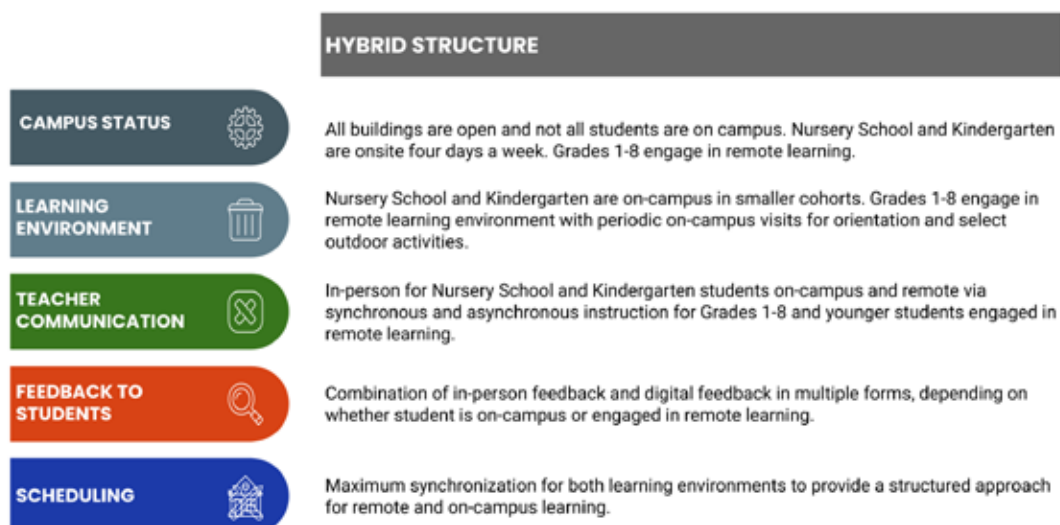 HYBRID STRUCTURE
CAMPUS STATUS
All buildings are open and not all students are on campus. Nursery School and Kindergarten
are onsite four days a week. Grades 1-8 engage in remote learning.
LEARNING
ENVIRONMENT
Nursery School and Kindergarten are on-campus in smaller cohorts. Grades 1-8 engage in
remote learning environment with periodic on-campus visits for orientation and select
outdoor activities.
TEACHER
COMMUNICATION
In-person for Nursery School and Kindergarten students on-campus and remote via
synchronous and asynchronous instruction for Grades 1-8 and younger students engaged in
remote learning.
FEEDBACK TO
STUDENTS
Combination of in-person feedback and digital feedback in multiple forms, depending on
whether student is on-campus or engaged in remote learning.
SCHEDULING
Maximum synchronization for both learning environments to provide a structured approach
for remote and on-campus learning.